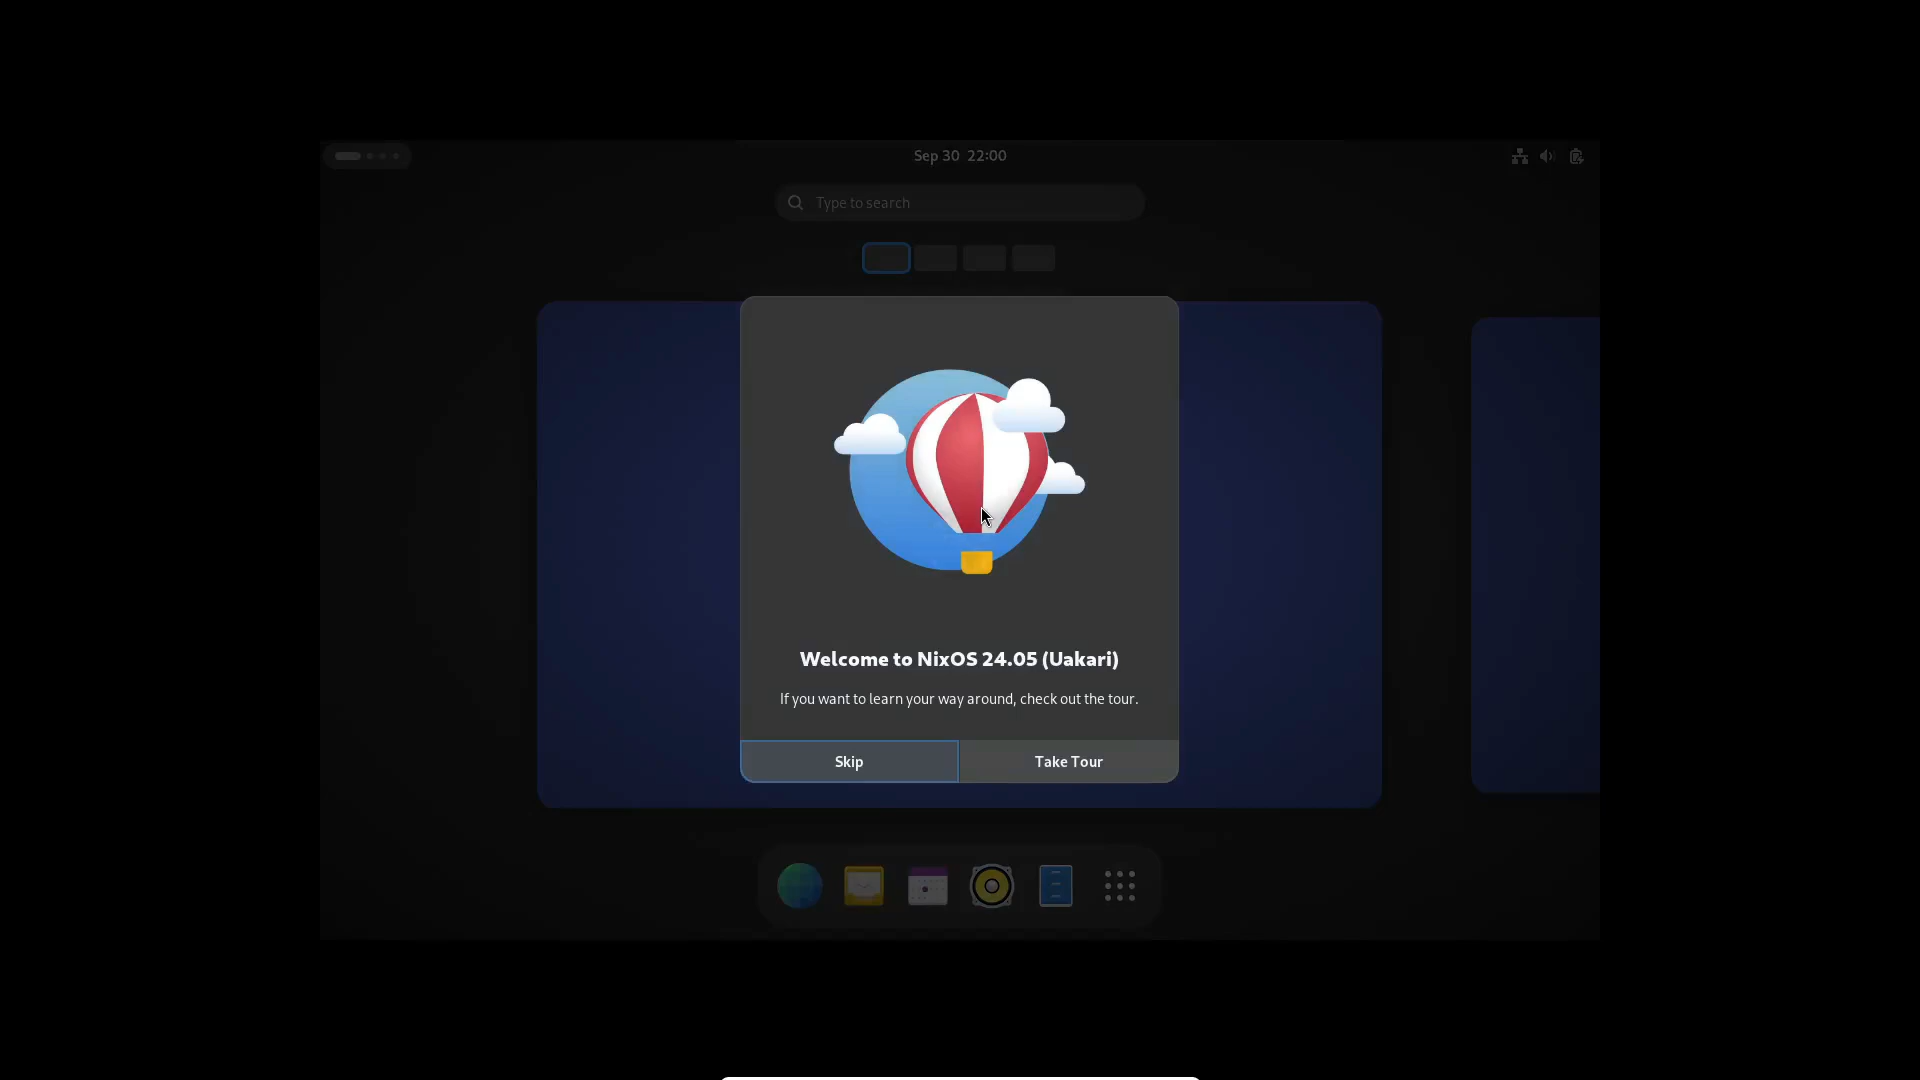 Sep 30 22:00
Type to search
Welcome to NixOS 24.05 (Uakari)
If you want to learn your way around, check out the tour.
Skip
Take Tour